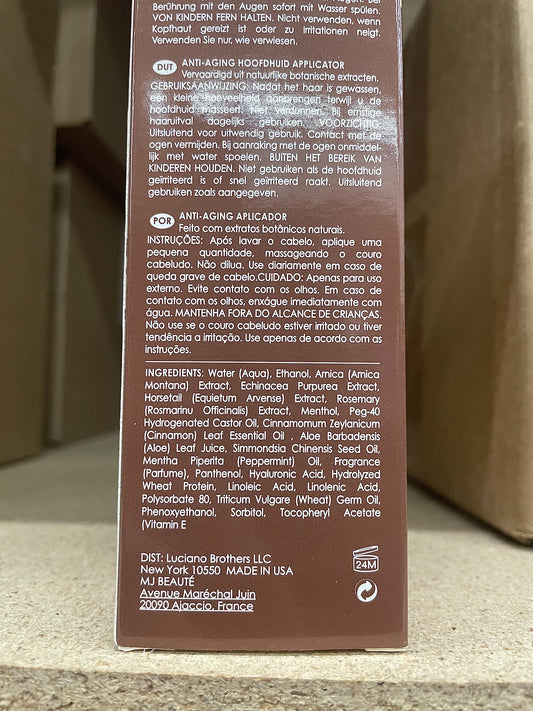 Berührung mit den Augen sofort mit Wasser spülen.
VON KINDERN FERN HALTEN. Nicht verwenden, wenn
Kopfhaut gereizt ist oder zu Irritationen neigt.
Verwenden Sie nur, wie verwiesen.
DUT ANTI-AGING HOOFDHUID APPLICATOR
Vervaardigd uit natuurlijke botanische extracten.
GEBRUIKSAANWIJZING: Nadat het haar is gewassen,
een kleine hoeveelheid aanbrengen terwijl u de
hoofdhuid masseert. Niet verdunnen. Bij ernstige
haaruitval dagelijks gebruiken. VOORZICHTIG:
Uitsluitend voor uitwendig gebruik. Contact met de
ogen vermijden. Bij aanraking met de ogen onmiddel-
lijk met water spoelen. BUITEN HET BEREIK VAN
KINDEREN HOUDEN. Niet gebruiken als de hoofdhuid
geïrriteerd is of snel geïrriteerd raakt. Uitsluitend
gebruiken zoals aangegeven.
POR ANTI-AGING APLICADOR
Feito com extratos botânicos naturais.
INSTRUÇÕES: Após lavar o cabelo, aplique uma
pequena quantidade, massageando o couro
cabeludo. Não dilua. Use diariamente em caso de
queda grave de cabelo.CUIDADO: Apenas para uso
externo. Evite contato com os olhos. Em caso de
contato com os olhos, enxágue imediatamente com
água. MANTENHA FORA DO ALCANCE DE CRIANÇAS.
Não use se o couro cabeludo estiver irritado ou tiver
tendência a irritação. Use apenas de acordo com as
instruções.
INGREDIENTS: Water (Aqua), Ethanol, Arnica (Arnica
Montana) Extract, Echinacea Purpurea Extract,
Horsetail (Equietum Arvense) Extract, Rosemary
(Rosmarinu Officinalis) Extract, Menthol, Peg-40
Hydrogenated Castor Oil, Cinnamomum Zeylanicum
(Cinnamon) Leaf Essential Oil , Aloe Barbadensis
(Aloe) Leaf Juice, Simmondsia Chinensis Seed Oil,
Mentha Piperita (Peppermint) Oil, Fragrance
(Parfume), Panthenol, Hyaluronic Acid, Hydrolyzed
Wheat Protein, Linoleic Acid, Linolenic Acid,
Polysorbate 80, Triticum Vulgare (Wheat) Germ Oil,
Phenoxyethanol, Sorbitol, Tocopheryl Acetate
(Vitamin E
DIST: Luciano Brothers LLC
New York 10550 MADE IN USA
MJ BEAUTÉ
Avenue Maréchal Juin
20090 Ajaccio, France
24M